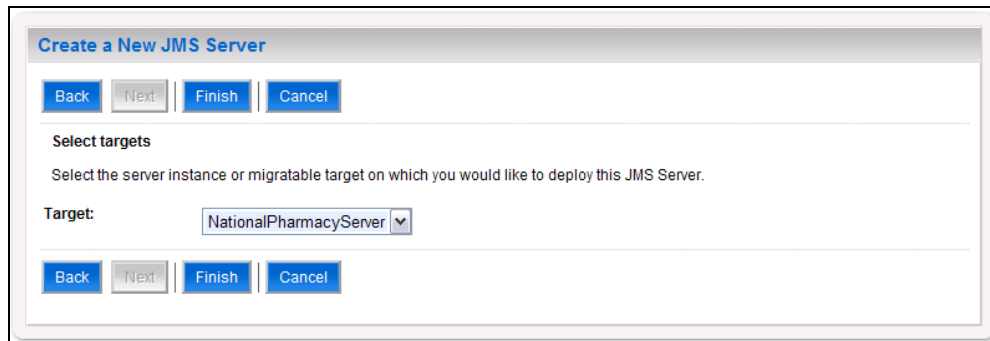 Create a New JMS Server
Back Next Finish Cancel
Select targets
Select the server instance or migratable target on which you would like to deploy this JMS Server.
Target: NationalPharmacyServer
Back Next Finish Cancel